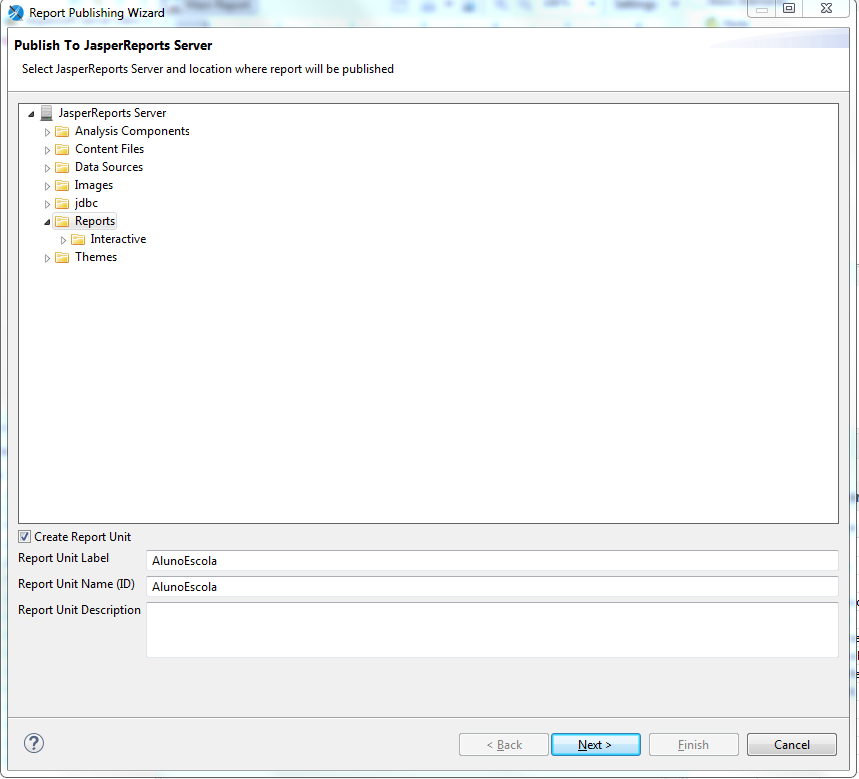 Report Publishing Wizard
Publish To JasperReports Server
Select JasperReports Server and location where report will be published
JasperReports Server
Analysis Components
Content Files
Data Sources
Images
jdbc
Reports
Interactive
Themes
Create Report Unit
Report Unit Label AlunoEscola
Report Unit Name (ID) AlunoEscola
Report Unit Description
? < Back Next > Finish Cancel